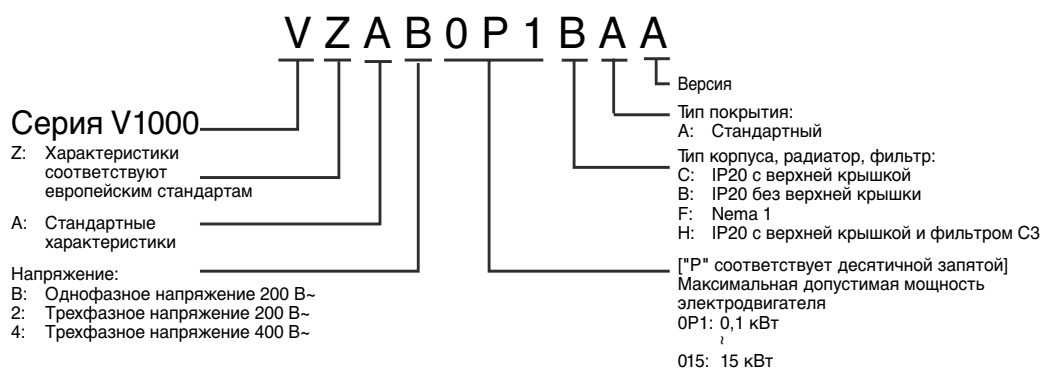 V Z A B 0 P 1 B A A
Серия V1000
Z: Характеристики
соответствуют
европейским стандартам
A: Стандартные
характеристики
Напряжение:
B: Однофазное напряжение 200 В~
2: Трехфазное напряжение 200 В~
4: Трехфазное напряжение 400 В~
Версия
Тип покрытия:
A: Стандартный
Тип корпуса, радиатор, фильтр:
C: IP20 с верхней крышкой
B: IP20 без верхней крышки
F: Nema 1
H: IP20 с верхней крышкой и фильтром C3
["P" соответствует десятичной запятой]
Максимальная допустимая мощность
электродвигателя
0P1: 0,1 кВт
~
015: 15 кВт